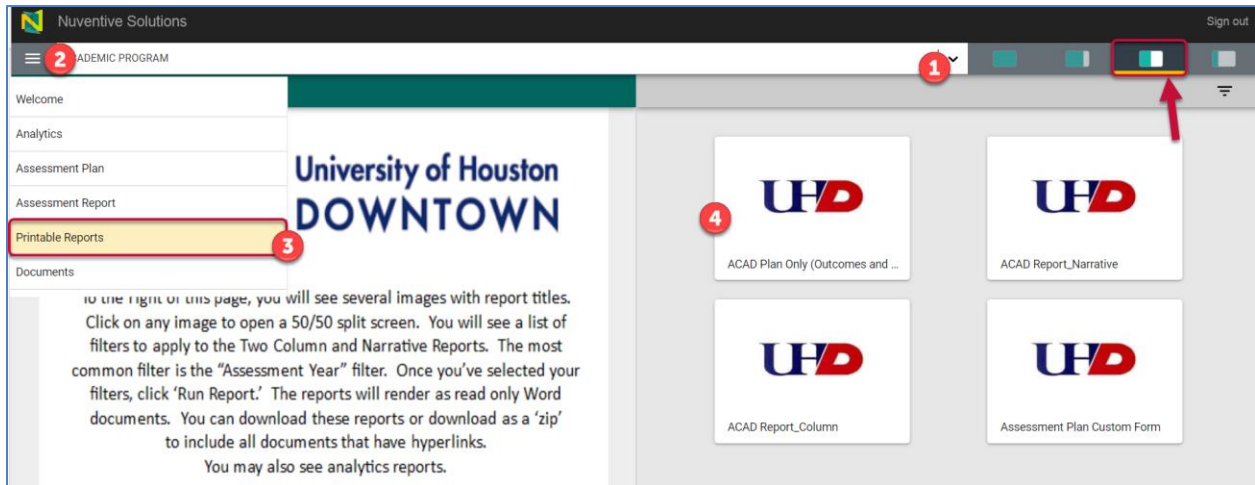 Nuventive Solutions
Sign out
2
ADEMIC PROGRAM
1
Welcome
Analytics
Assessment Plan
Assessment Report
Printable Reports
3
Documents
University of Houston
DOWNTOWN
To the right of this page, you will see several images with report titles.
Click on any image to open a 50/50 split screen. You will see a list of
filters to apply to the Two Column and Narrative Reports. The most
common filter is the “Assessment Year” filter. Once you've selected your
filters, click ‘Run Report.’ The reports will render as read only Word
documents. You can download these reports or download as a ‘zip’
to include all documents that have hyperlinks.
You may also see analytics reports.
UHD
4
ACAD Plan Only (Outcomes and ...
UHD
ACAD Report_Narrative
UHD
ACAD Report_Column
UHD
Assessment Plan Custom Form